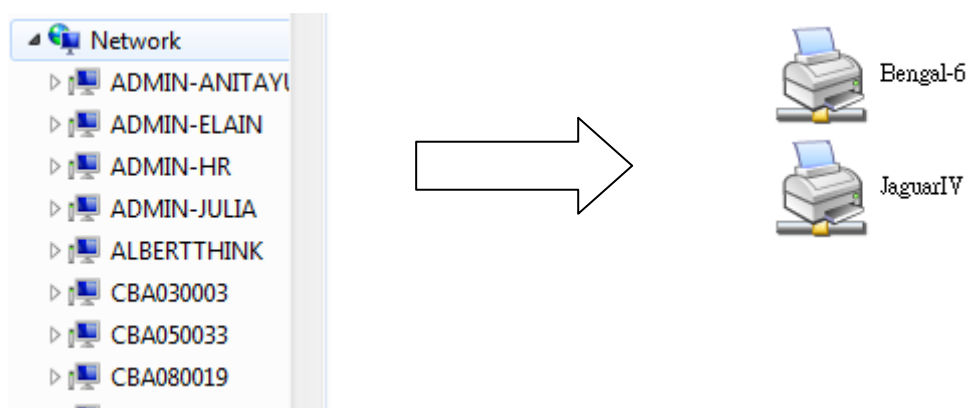 Network
ADMIN-ANITAYU
ADMIN-ELAIN
ADMIN-HR
ADMIN-JULIA
ALBERTTHINK
CBA030003
CBA050033
CBA080019
Bengal-6
JaguarIV